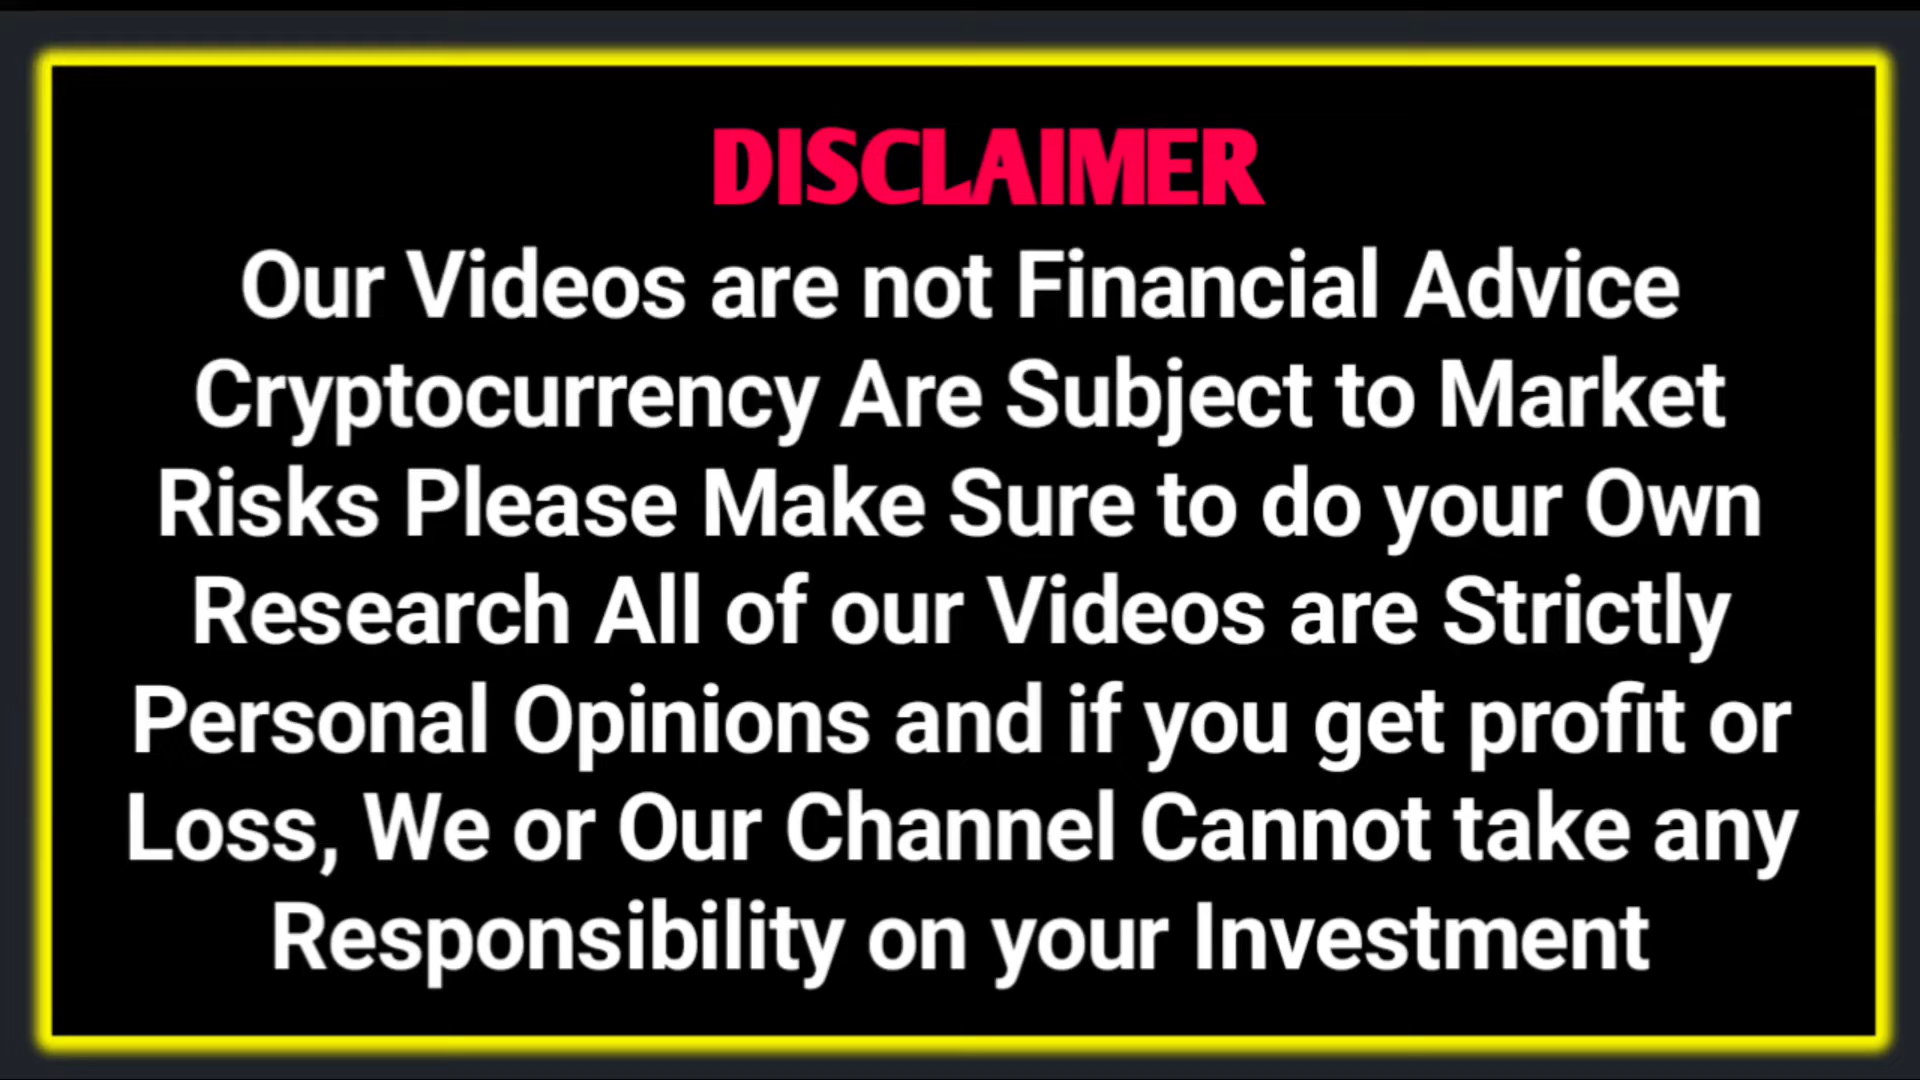 DISCLAIMER
Our Videos are not Financial Advice
Cryptocurrency Are Subject to Market
Risks Please Make Sure to do your Own
Research All of our Videos are Strictly
Personal Opinions and if you get profit or
Loss, We or Our Channel Cannot take any
Responsibility on your Investment